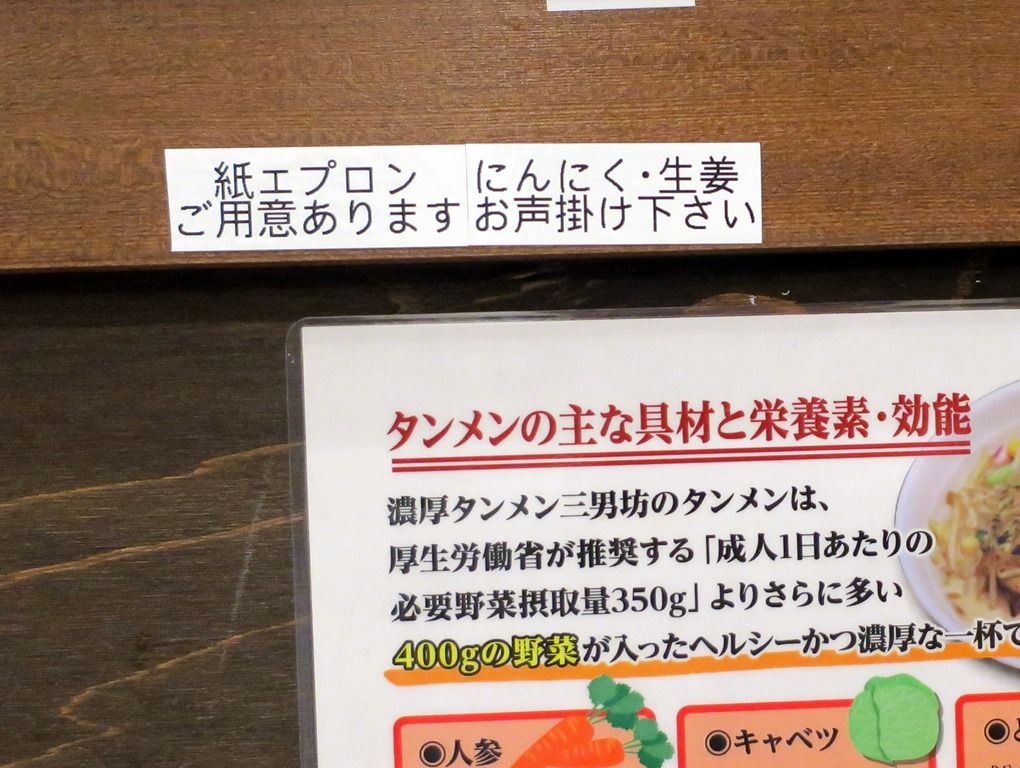 紙エプロン
ご用意あります
にんにく・生姜
お声掛け下さい
タンメンの主な具材と栄養素・効能
濃厚タンメン三男坊のタンメンは、
厚生労働省が推奨する「成人1日あたりの
必要野菜摂取量350g」よりさらに多い
400gの野菜が入ったヘルシーかつ濃厚な一杯で
◉人参
◉キャベツ